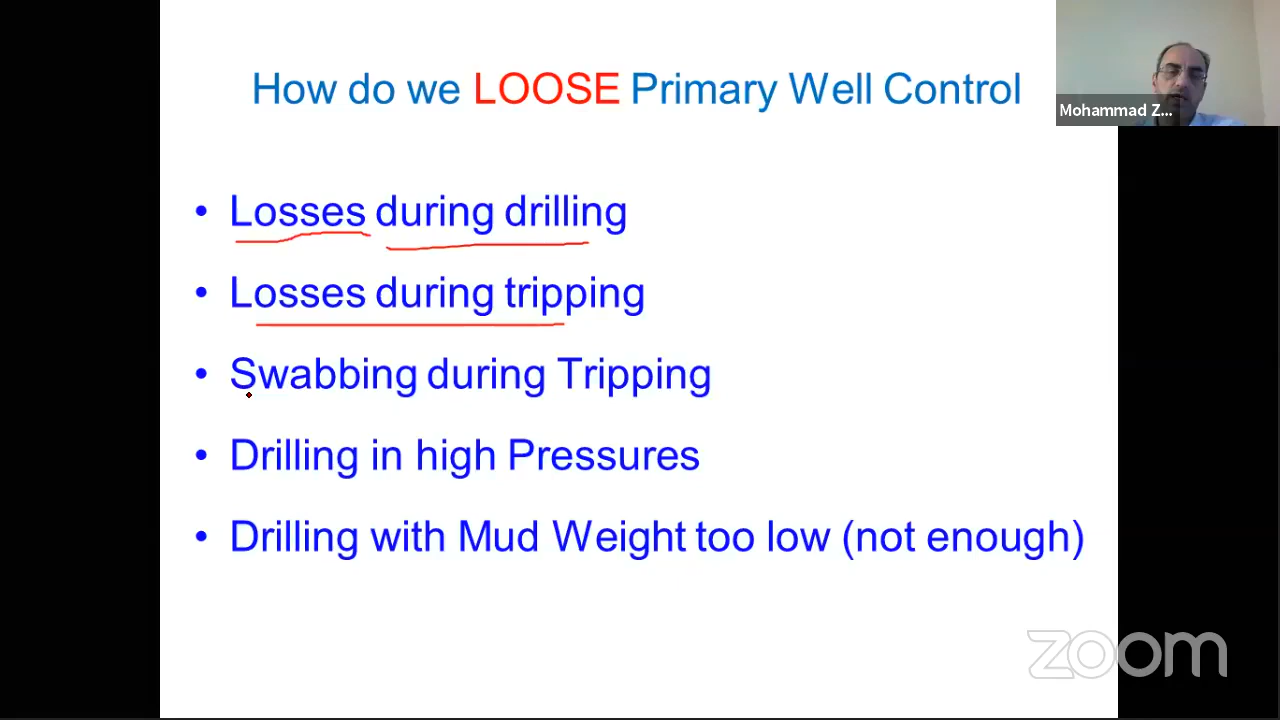 How do we LOOSE Primary Well Control
Mohammad Z...
• Losses during drilling
• Losses during tripping
• Swabbing during Tripping
• Drilling in high Pressures
• Drilling with Mud Weight too low (not enough)
zoom